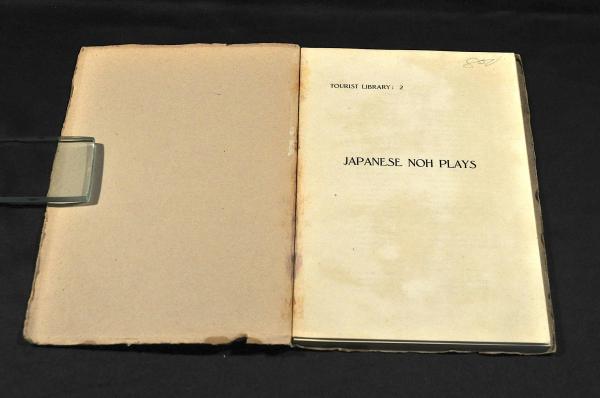 TOURIST LIBRARY: 2
JAPANESE NOH PLAYS